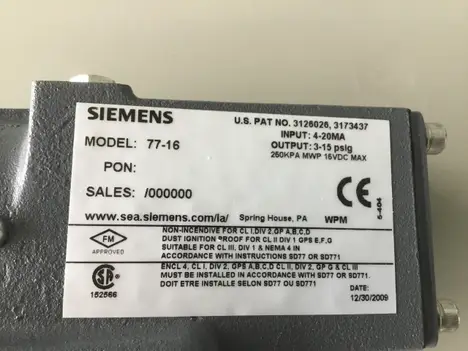 SIEMENS
U.S. PAT NO. 3126026, 3173437
INPUT: 4-20MA
OUTPUT: 3-15 psig
250KPA MWP 16VDC MAX
MODEL: 77-16
PON:
SALES: /000000
CE
6-404
www.sea.siemens.com/ia/ Spring House, PA WPM
FM
APPROVED
NON-INCENDIVE FOR CL I,DIV 2,GP A,B,C,D
DUST IGNITION PROOF FOR CL II DIV 1 GPS E,F,G
SUITABLE FOR CL III, DIV 1 & NEMA 4 IN
ACCORDANCE WITH INSTRUCTIONS SD77 OR SD771
SA
152566
ENCL 4, CL I, DIV 2, GPS A,B,C,D CL II, DIV 2, GP G & CL III
MUST BE INSTALLED IN ACCORDANCE WITH SD77 OR SD771.
DOIT ETRE INSTALLE SELON SD77 OU SD771
DATE:
12/30/2009